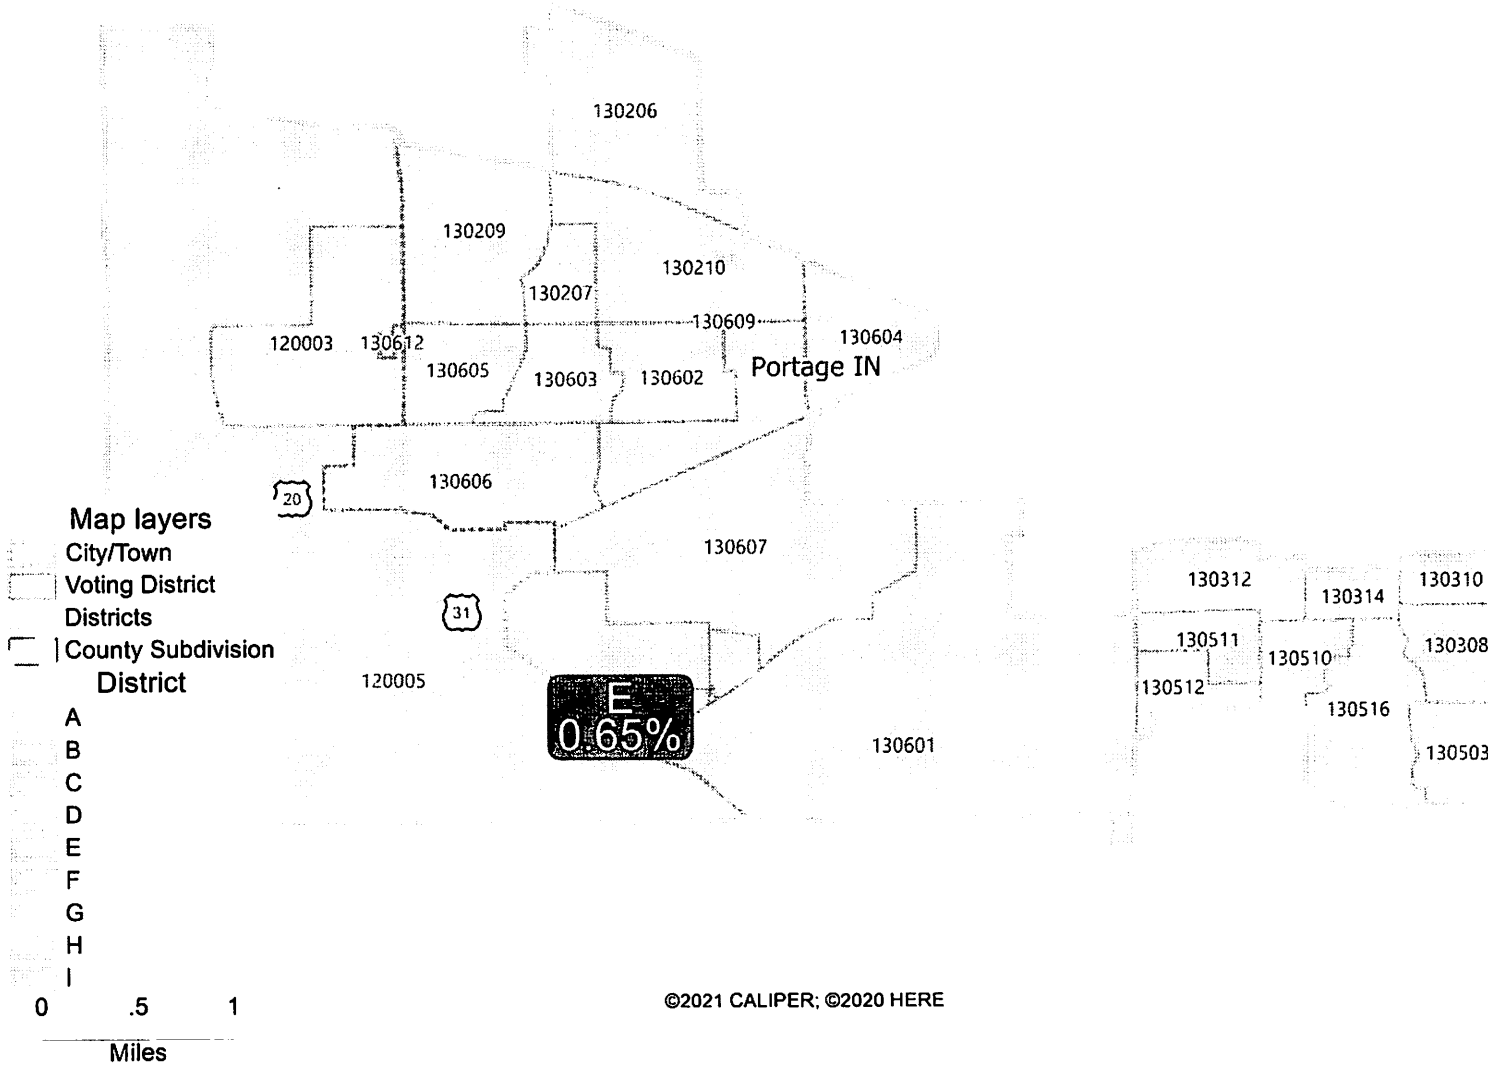 130206
130209
130210
130207
130609
130604
120003
130612
130605
130603
130602
Portage IN
130606
20
Map layers
City/Town
Voting District
Districts
County Subdivision
District
A
B
C
D
E
F
G
H
I
130607
31
120005
E
0.65%
130601
130312
130314
130310
130511
130510
130308
130512
130516
130503
0 .5 1
Miles
©2021 CALIPER; ©2020 HERE